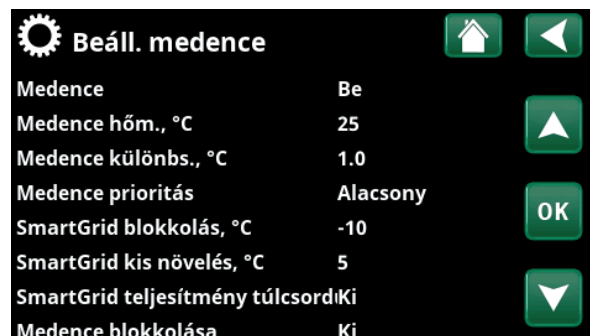 Beáll. medence
Medence Be
Medence hőm., °C 25
Medence különbs., °C 1.0
Medence prioritás Alacsony
SmartGrid blokkolás, °C -10
OK
SmartGrid kis növelés, °C 5
SmartGrid teljesítmény túlcsordu Ki
Medence blokkolása Ki